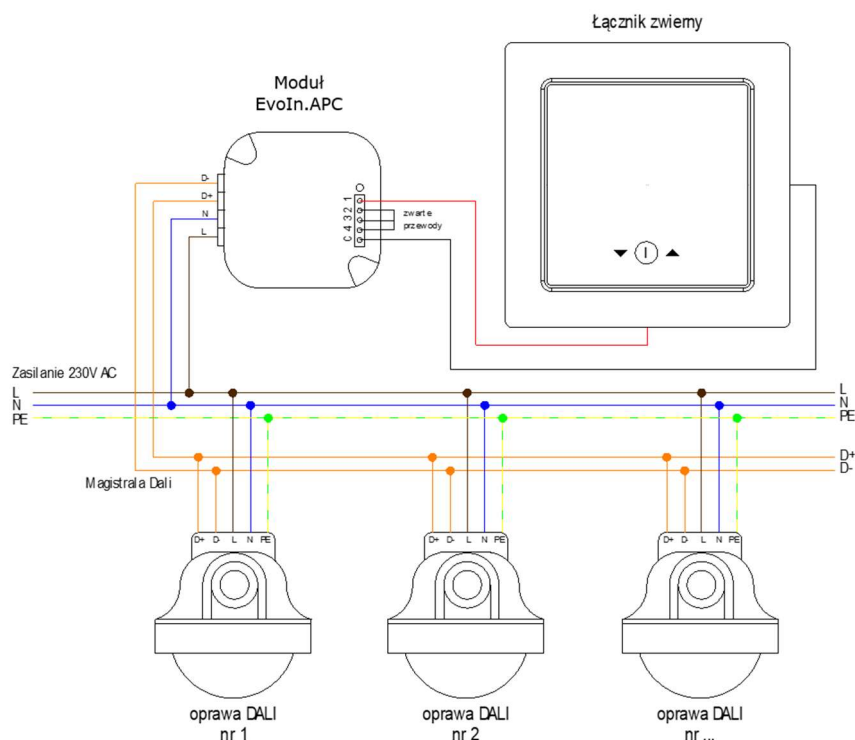 Łącznik zwierny
Moduł
EvoIn.APC
D-
D+
N
L
1
2
3
4
C
zwarte
przewody
I
Zasilanie 230V AC
L
N
PE
L
N
PE
D+
D-
Magistrala Dali
D+ D- L N PE
D+ D- L N PE
D+ D- L N PE
oprawa DALI
nr 1
oprawa DALI
nr 2
oprawa DALI
nr ...